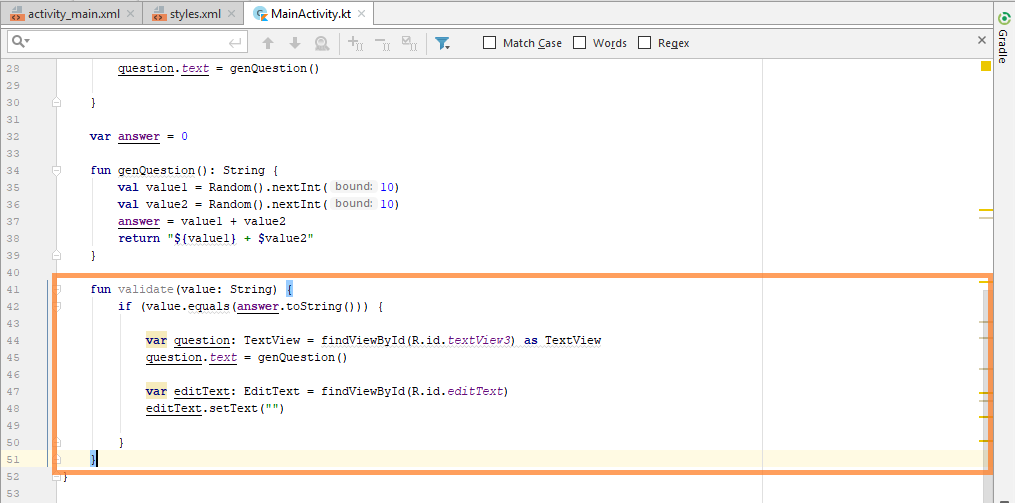 activity_main.xml styles.xml MainActivity.kt
Match Case Words Regex
Gradle
28 question.text = genQuestion()
29
30 }
31
32 var answer = 0
33
34 fun genQuestion(): String {
35 val value1 = Random().nextInt( bound: 10)
36 val value2 = Random().nextInt( bound: 10)
37 answer = value1 + value2
38 return "${value1} + $value2"
39 }
40
41 fun validate(value: String) {
42 if (value.equals(answer.toString())) {
43
44 var question: TextView = findViewById(R.id.textView3) as TextView
45 question.text = genQuestion()
46
47 var editText: EditText = findViewById(R.id.editText)
48 editText.setText("")
49
50 }
51 }
52 }
53